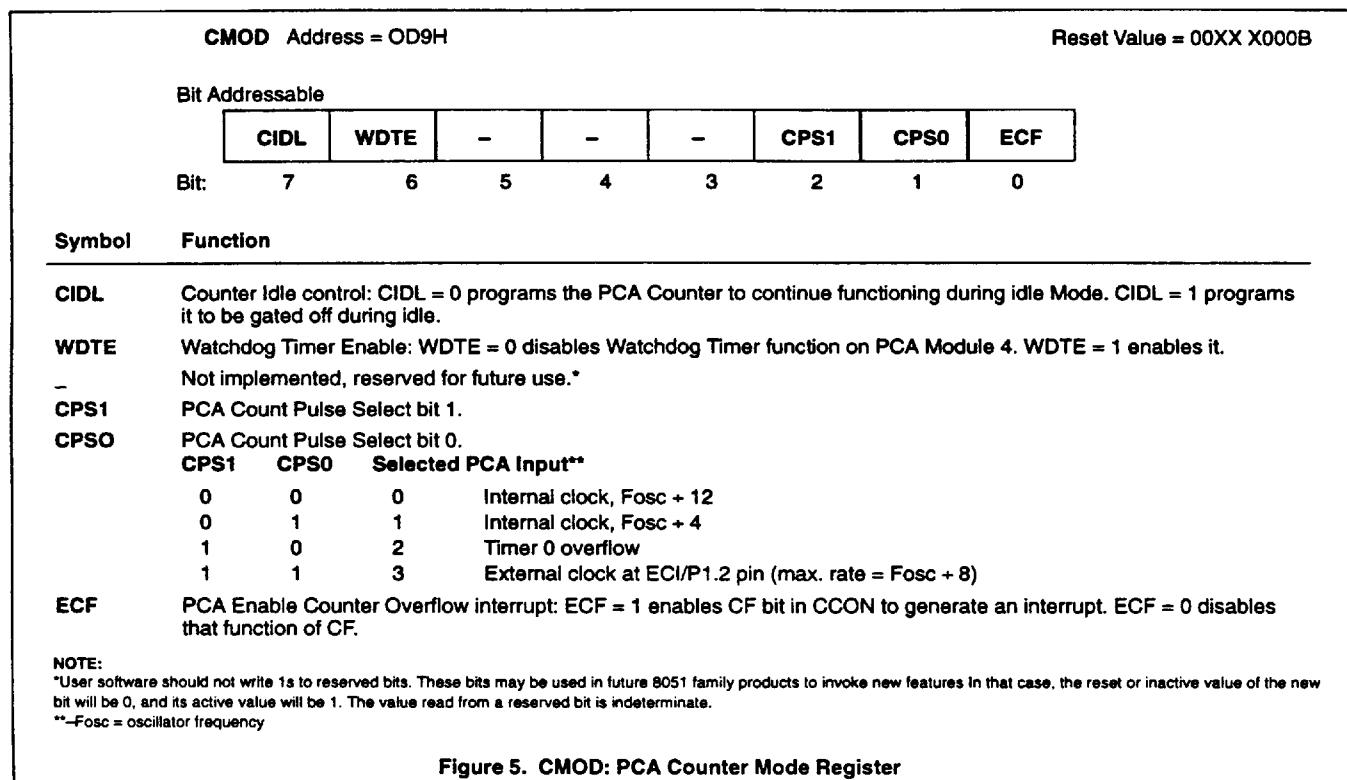 CMOD Address = OD9H Reset Value = 00XX X000B
Bit Addressable
CIDL WDTE – – – CPS1 CPS0 ECF
Bit: 7 6 5 4 3 2 1 0
Symbol Function
CIDL Counter Idle control: CIDL = 0 programs the PCA Counter to continue functioning during idle Mode. CIDL = 1 programs
it to be gated off during idle.
WDTE Watchdog Timer Enable: WDTE = 0 disables Watchdog Timer function on PCA Module 4. WDTE = 1 enables it.
– Not implemented, reserved for future use.*
CPS1 PCA Count Pulse Select bit 1.
CPSO PCA Count Pulse Select bit 0.
CPS1 CPS0 Selected PCA Input**
0 0 0 Internal clock, Fosc + 12
0 1 1 Internal clock, Fosc + 4
1 0 2 Timer 0 overflow
1 1 3 External clock at ECI/P1.2 pin (max. rate = Fosc + 8)
ECF PCA Enable Counter Overflow interrupt: ECF = 1 enables CF bit in CCON to generate an interrupt. ECF = 0 disables
that function of CF.
NOTE:
*User software should not write 1s to reserved bits. These bits may be used in future 8051 family products to invoke new features In that case, the reset or inactive value of the new
bit will be 0, and its active value will be 1. The value read from a reserved bit is indeterminate.
**–Fosc = oscillator frequency
Figure 5. CMOD: PCA Counter Mode Register